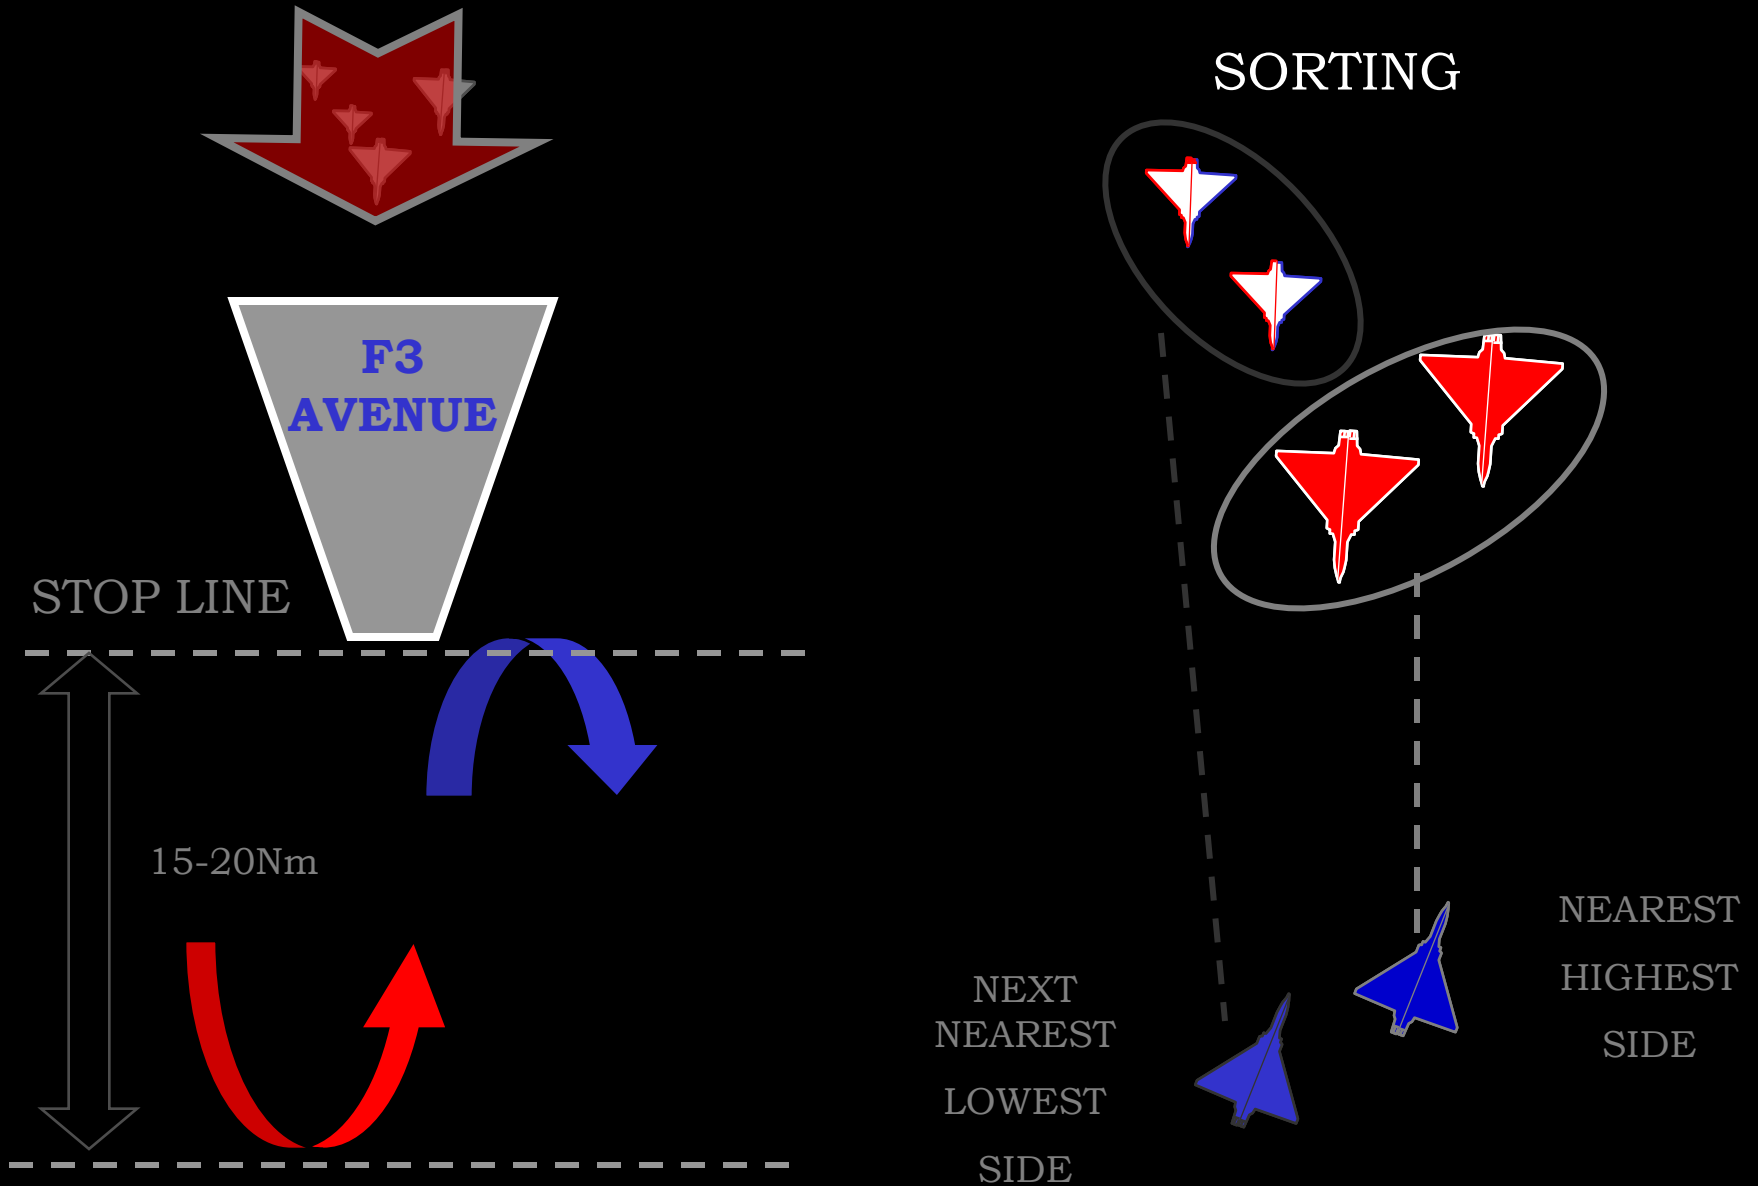 SORTING
F3
AVENUE
STOP LINE
15-20Nm
NEAREST
HIGHEST
SIDE
NEXT
NEAREST
LOWEST
SIDE